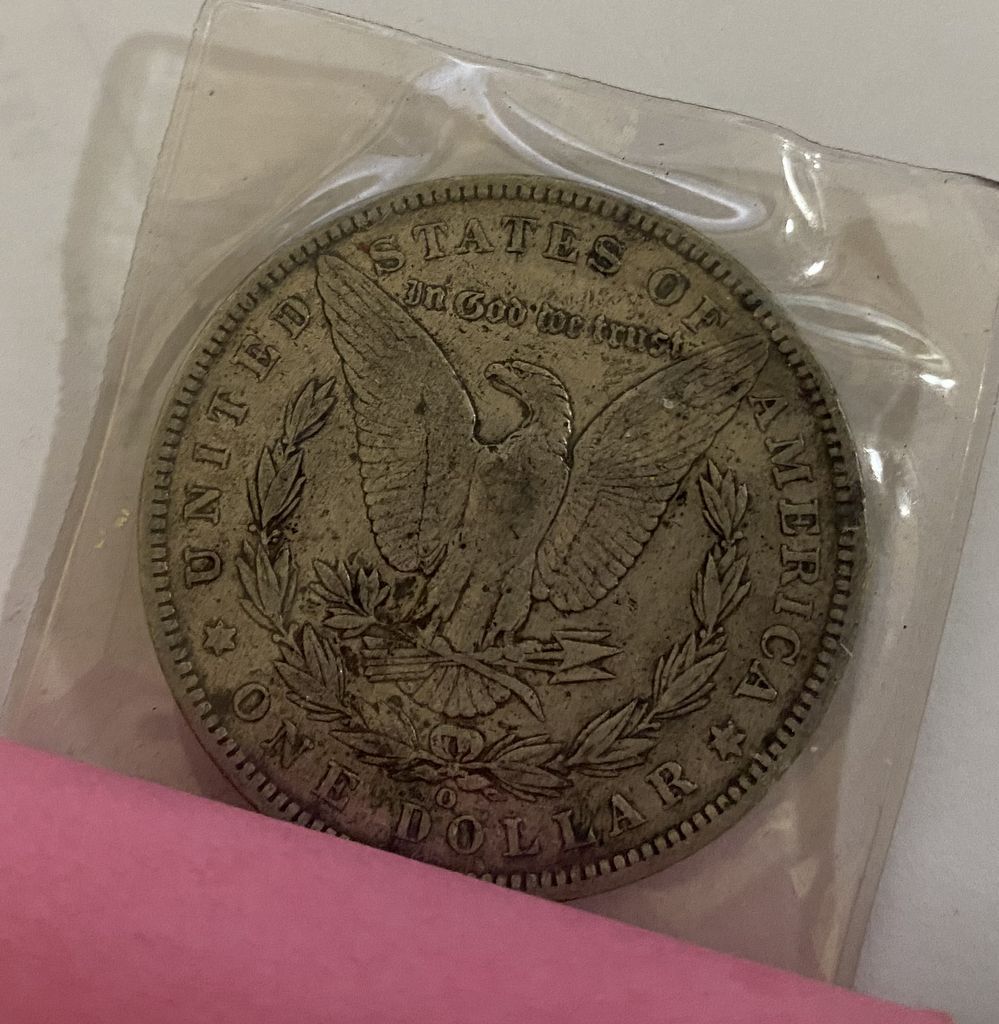 UNITED STATES OF AMERICA
In God we trust
O
ONE DOLLAR